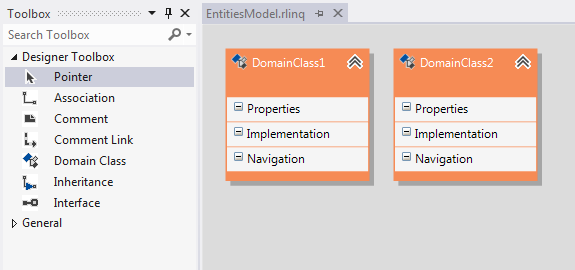 Toolbox
Search Toolbox
Designer Toolbox
Pointer
Association
Comment
Comment Link
Domain Class
Inheritance
Interface
General
EntitiesModel.rlinq
DomainClass1
Properties
Implementation
Navigation
DomainClass2
Properties
Implementation
Navigation